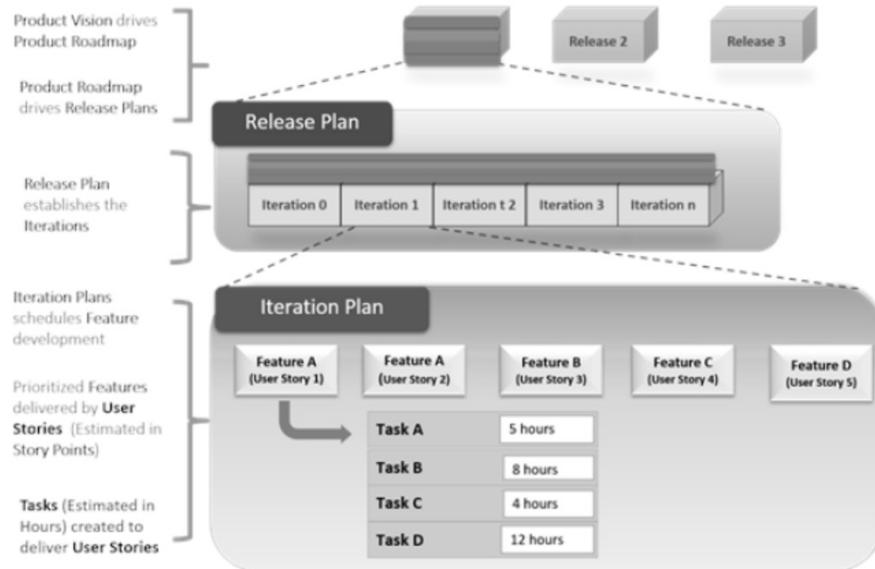 Product Vision drives
Product Roadmap
Release 2
Release 3
Product Roadmap
drives Release Plans
Release Plan
Release Plan
establishes the
Iterations
Iteration 0
Iteration 1
Iteration t 2
Iteration 3
Iteration n
Iteration Plans
schedules Feature
development
Iteration Plan
Feature A
(User Story 1)
Feature A
(User Story 2)
Feature B
(User Story 3)
Feature C
(User Story 4)
Feature D
(User Story 5)
Prioritized Features
delivered by User
Stories (Estimated in
Story Points)
Task A
5 hours
Task B
8 hours
Task C
4 hours
Task D
12 hours
Tasks (Estimated in
Hours) created to
deliver User Stories